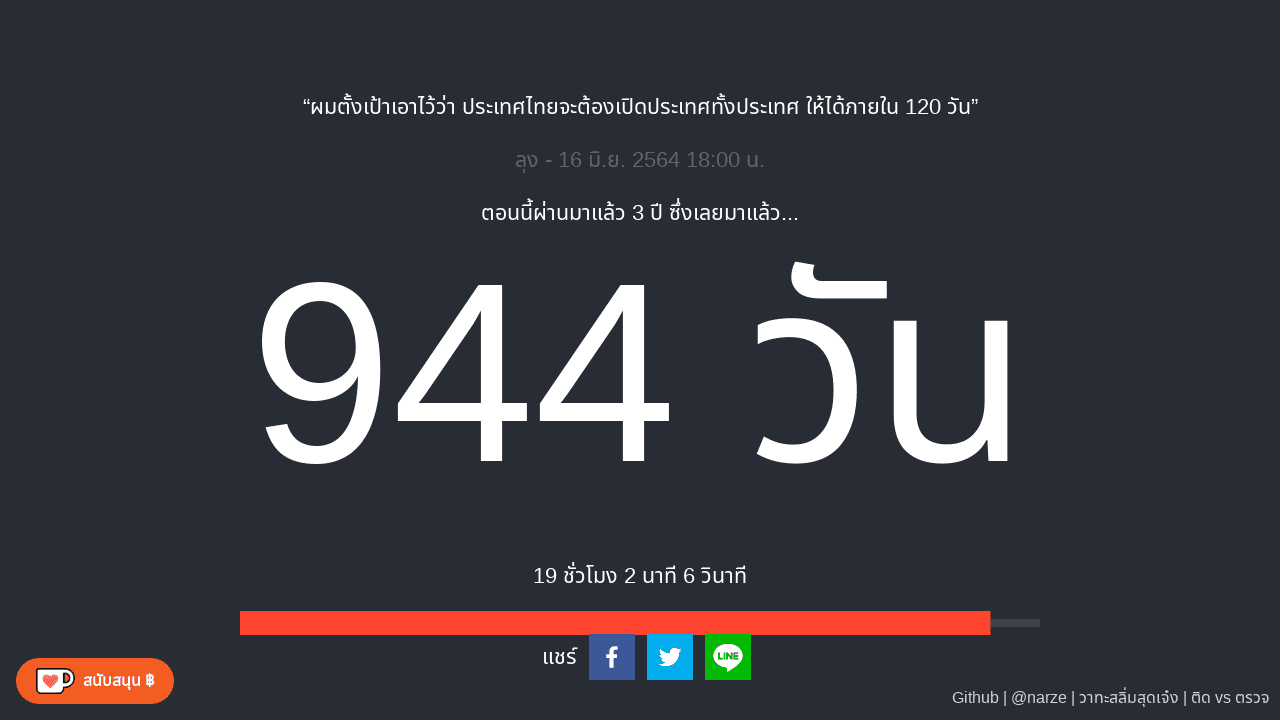 “ผมตั้งเป้าเอาไว้ว่า ประเทศไทยจะต้องเปิดประเทศทั้งประเทศ ให้ได้ภายใน 120 วัน”
ลุง - 16 มิ.ย. 2564 18:00 น.
ตอนนี้ผ่านมาแล้ว 3 ปี ซึ่งเลยมาแล้ว...
944 วัน
19 ชั่วโมง 2 นาที 6 วินาที
แชร์
LINE
สนับสนุน ฿
Github | @narze | วาทะสลิ่มสุดเจ๋ง | ติด vs ตรวจ